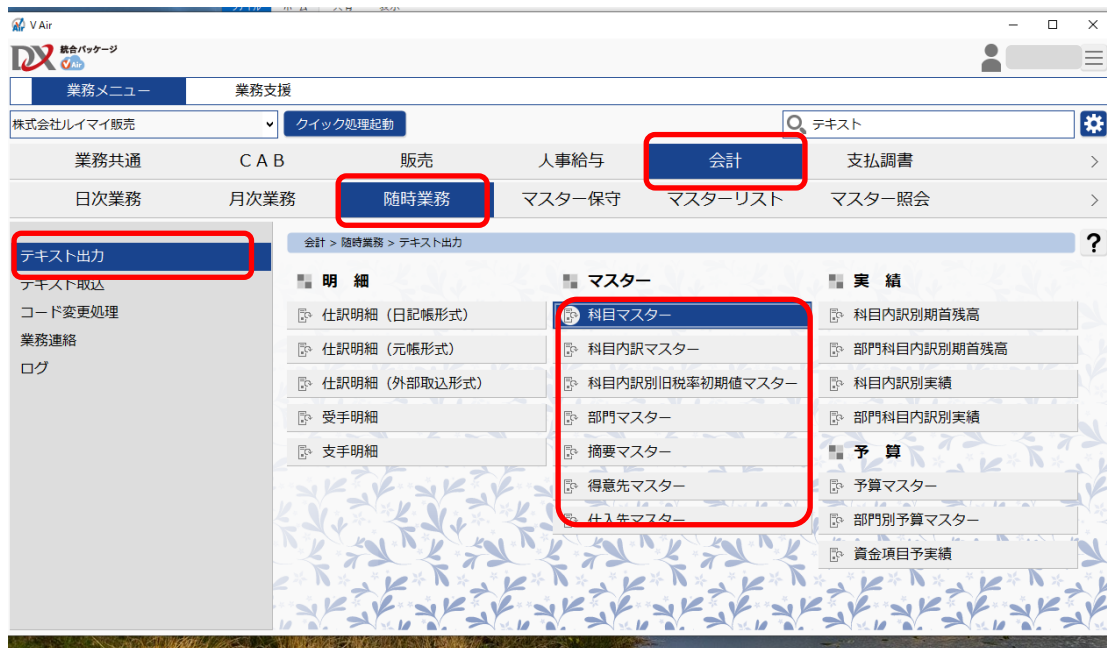 V Air
DX 統合パッケージ
V Air
業務メニュー 業務支援
株式会社ルイマイ販売 クイック処理起動 テキスト
業務共通 ＣＡＢ 販売 人事給与 会計 支払調書 >
日次業務 月次業務 随時業務 マスター保守 マスターリスト マスター照会 >
テキスト出力
テキスト取込
コード変更処理
業務連絡
ログ
会計 > 随時業務 > テキスト出力 ?
明 細
仕訳明細（日記帳形式）
仕訳明細（元帳形式）
仕訳明細（外部取込形式）
受手明細
支手明細
マスター
科目マスター
科目内訳マスター
科目内訳別旧税率初期値マスター
部門マスター
摘要マスター
得意先マスター
仕入先マスター
実 績
科目内訳別期首残高
部門科目内訳別期首残高
科目内訳別実績
部門科目内訳別実績
予 算
予算マスター
部門別予算マスター
資金項目予実績